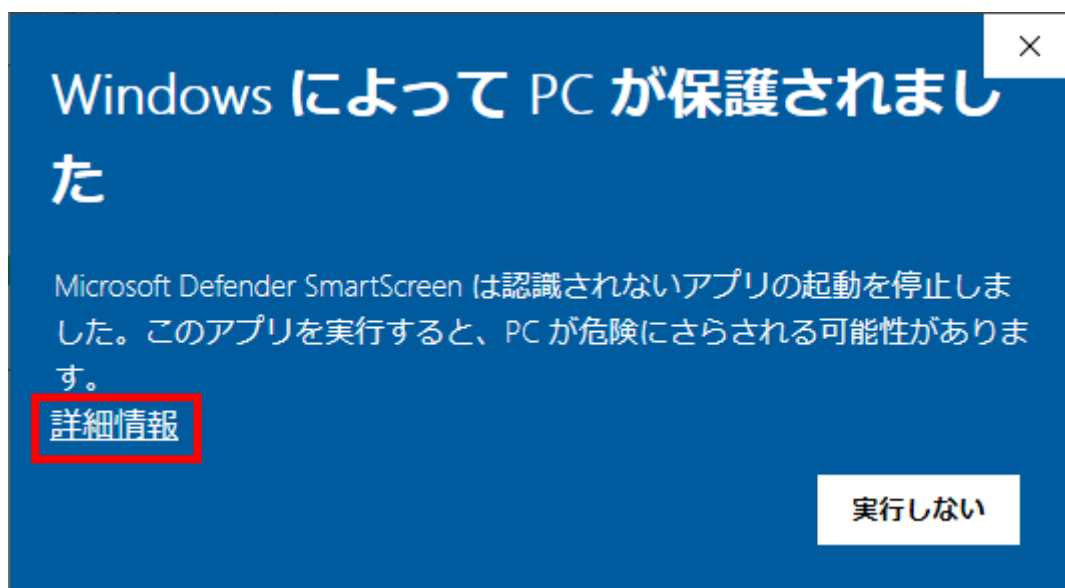 Windows によって PC が保護されまし
た
Microsoft Defender SmartScreen は認識されないアプリの起動を停止しま
した。このアプリを実行すると、PC が危険にさらされる可能性がありま
す。
詳細情報
実行しない